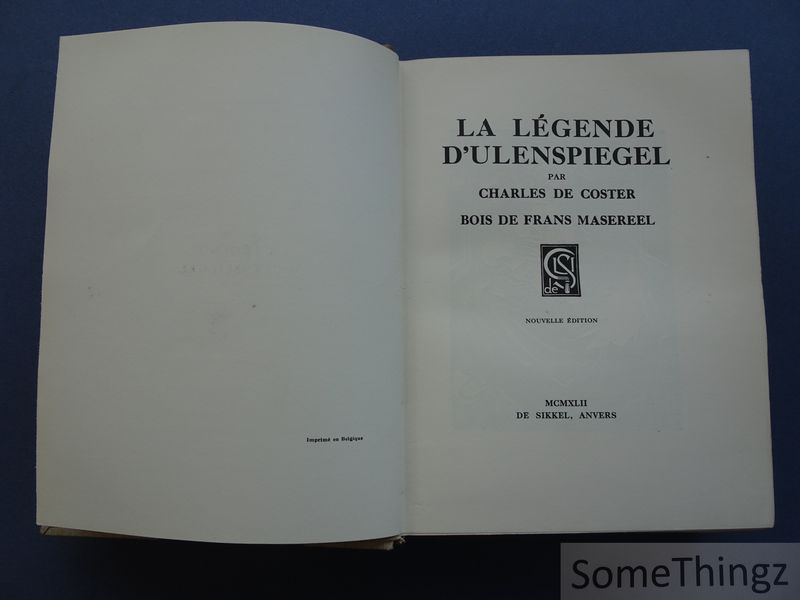 Imprimé en Belgique
LA LÉGENDE
D'ULENSPIEGEL
PAR
CHARLES DE COSTER
BOIS DE FRANS MASEREEL
de S
NOUVELLE ÉDITION
MCMXLII
DE SIKKEL, ANVERS
SomeThingz